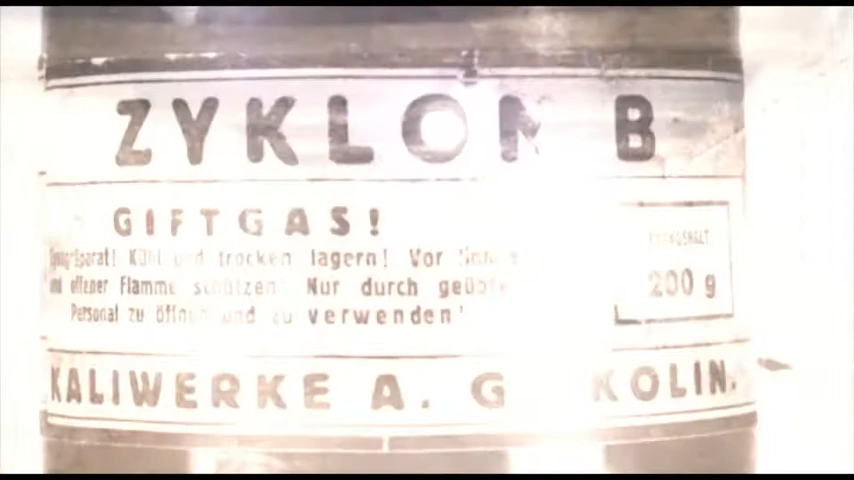 ZYKLON B
GIFTGAS!
Kühl und trocken lagern! Vor
und offener Flamme schützen Nur durch
Personal zu und zu verwenden
200 g
KALIWERKE A. G KOLIN.